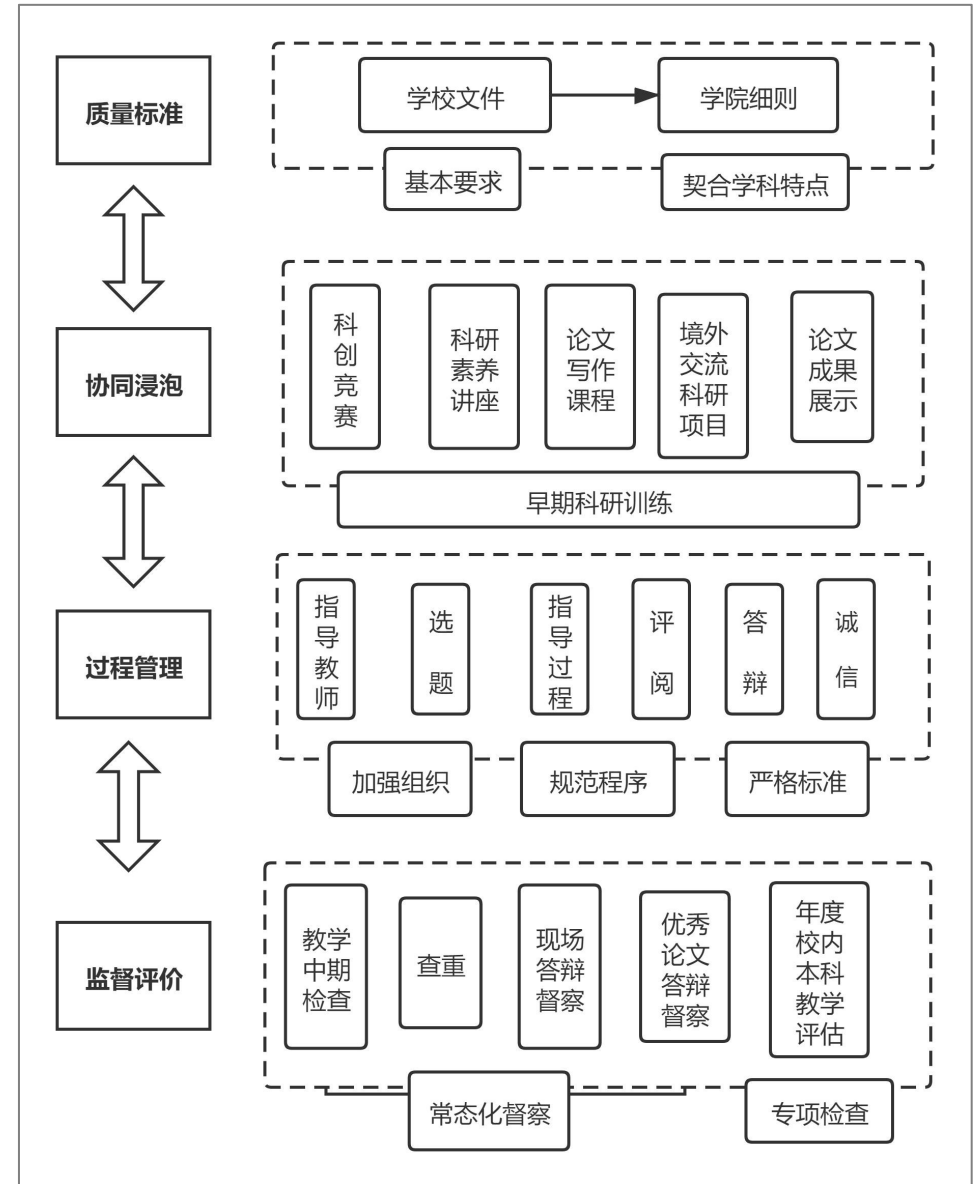 质量标准
学校文件
学院细则
基本要求
契合学科特点
协同浸泡
科
创
竞
赛
科研
素养
讲座
论文
写作
课程
境外
交流
科研
项目
论文
成果
展示
早期科研训练
过程管理
指
导
教
师
选
题
指
导
过
程
评
阅
答
辩
诚
信
加强组织
规范程序
严格标准
监督评价
教学
中期
检查
查重
现场
答辩
督察
优秀
论文
答辩
督察
年度
校内
本科
教学
评估
常态化督察
专项检查